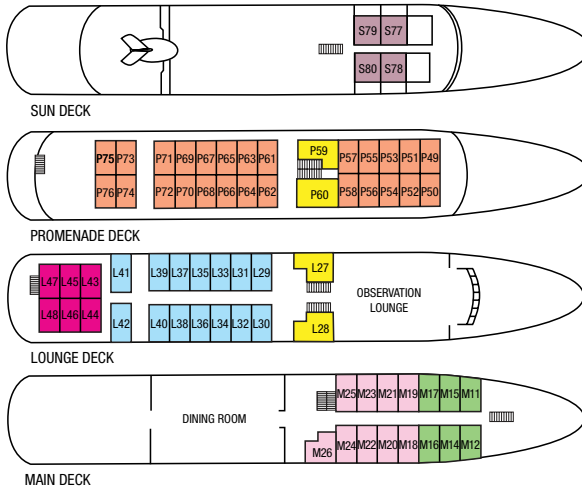 S79 S77
S80 S78
SUN DECK
P75 P73 P71 P69 P67 P65 P63 P61 P59 P57 P55 P53 P51 P49
P76 P74 P72 P70 P68 P66 P64 P62 P60 P58 P56 P54 P52 P50
PROMENADE DECK
L47 L45 L43 L41 L39 L37 L35 L33 L31 L29 L27
OBSERVATION
LOUNGE
L48 L46 L44 L42 L40 L38 L36 L34 L32 L30 L28
LOUNGE DECK
M25 M23 M21 M19 M17 M15 M11
DINING ROOM
M26 M24 M22 M20 M18 M16 M14 M12
MAIN DECK